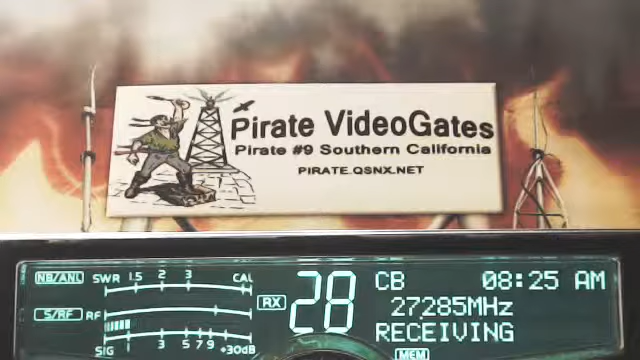 Pirate VideoGates
Pirate #9 Southern California
PIRATE.QSNX.NET
NB/ANL SWR 1.5 2 3 CAL
S/RF RF
SIG 1 3 5 7 9 +30dB
RX 28
CB 08:25 AM
27285MHz
RECEIVING
MEM